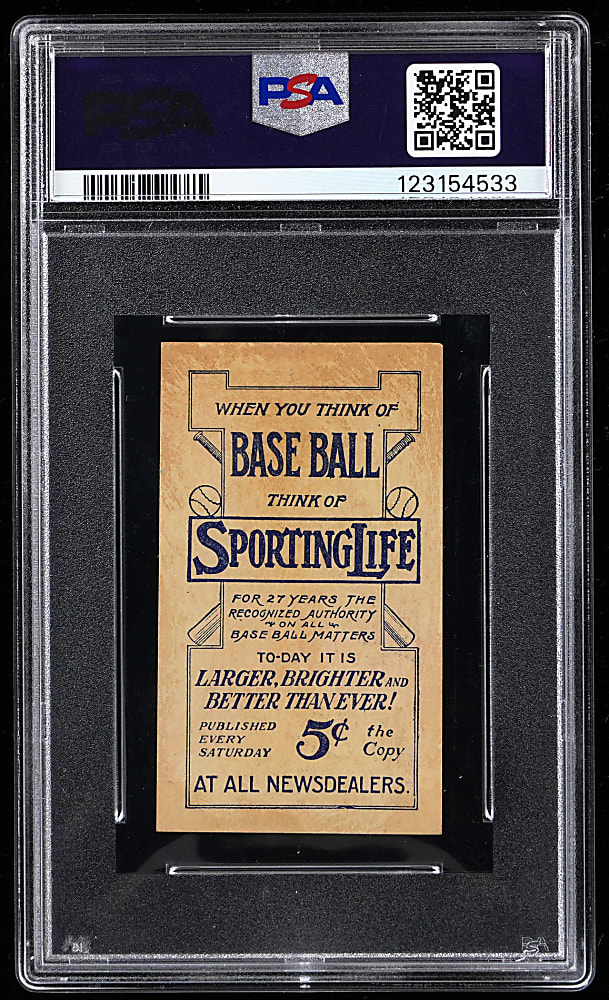 PSA
PSA
123154533
WHEN YOU THINK OF
BASE BALL
THINK OF
SPORTING LIFE
FOR 27 YEARS THE
RECOGNIZED AUTHORITY
ON ALL
BASE BALL MATTERS
TO-DAY IT IS
LARGER, BRIGHTER AND
BETTER THAN EVER!
PUBLISHED
EVERY
SATURDAY
5¢
the
Copy
AT ALL NEWSDEALERS.
PSA